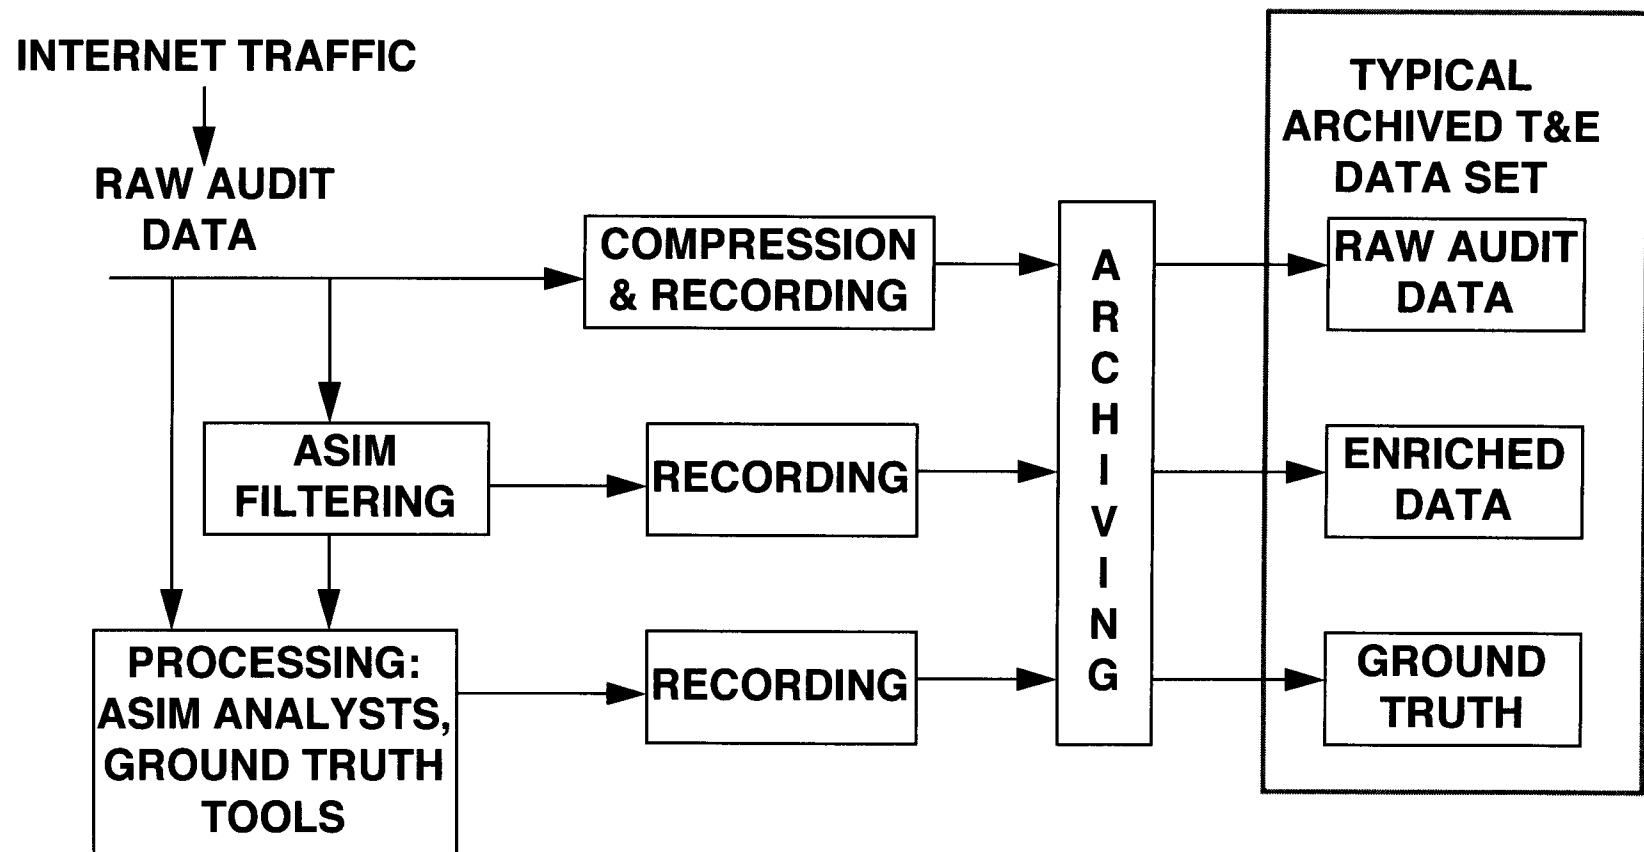 INTERNET TRAFFIC
RAW AUDIT
DATA
COMPRESSION
& RECORDING
ASIM
FILTERING
RECORDING
PROCESSING:
ASIM ANALYSTS,
GROUND TRUTH
TOOLS
RECORDING
A
R
C
H
I
V
I
N
G
TYPICAL
ARCHIVED T&E
DATA SET
RAW AUDIT
DATA
ENRICHED
DATA
GROUND
TRUTH